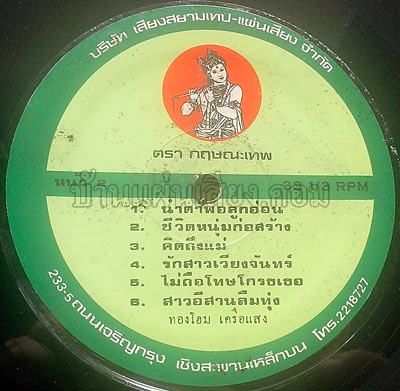 บริษัท เสียงสยามเทป-แผ่นเสียง จำกัด
ตรา กฤษณะเทพ
หน้า 2
33 1/3 RPM
1. น้ำตาพ่อลูกอ่อน
2. ชีวิตหนุ่มก่อสร้าง
3. คิดถึงแม่
4. รักสาวเวียงจันทร์
5. ไม่ถือโทษโกรธเธอ
6. สาวอีสานลืมทุ่ง
ทองโฮม เครือแสง
233-5 ถนนเจริญกรุง เชิงสะพานเหล็กบน โทร. 2218727